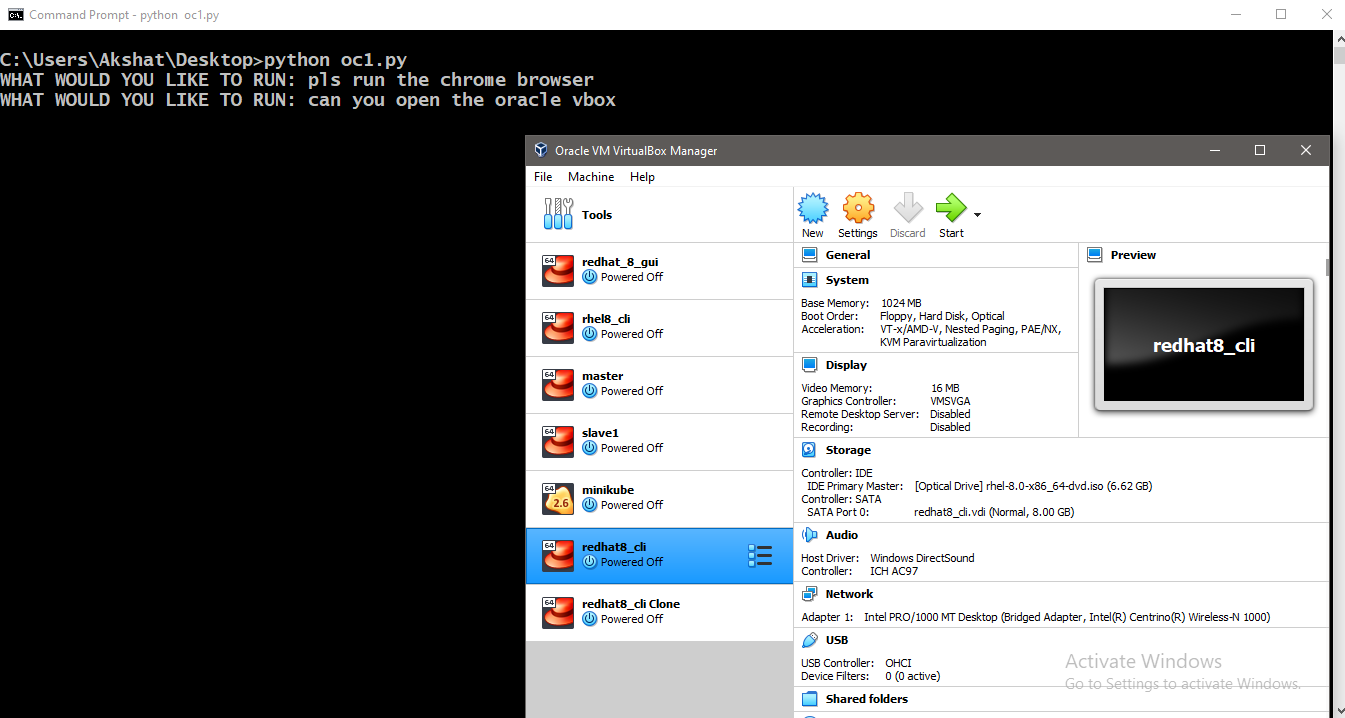 Command Prompt - python oc1.py
C:\Users\Akshat\Desktop>python oc1.py
WHAT WOULD YOU LIKE TO RUN: pls run the chrome browser
WHAT WOULD YOU LIKE TO RUN: can you open the oracle vbox
Oracle VM VirtualBox Manager
File Machine Help
Tools
New Settings Discard Start
64 redhat_8_gui
Powered Off
64 rhel8_cli
Powered Off
64 master
Powered Off
64 slave1
Powered Off
64 minikube
2.6 Powered Off
64 redhat8_cli
Powered Off
64 redhat8_cli Clone
Powered Off
General
System
Base Memory: 1024 MB
Boot Order: Floppy, Hard Disk, Optical
Acceleration: VT-x/AMD-V, Nested Paging, PAE/NX,
KVM Paravirtualization
Preview
redhat8_cli
Display
Video Memory: 16 MB
Graphics Controller: VMSVGA
Remote Desktop Server: Disabled
Recording: Disabled
Storage
Controller: IDE
IDE Primary Master: [Optical Drive] rhel-8.0-x86_64-dvd.iso (6.62 GB)
Controller: SATA
SATA Port 0: redhat8_cli.vdi (Normal, 8.00 GB)
Audio
Host Driver: Windows DirectSound
Controller: ICH AC97
Network
Adapter 1: Intel PRO/1000 MT Desktop (Bridged Adapter, Intel(R) Centrino(R) Wireless-N 1000)
USB
USB Controller: OHCI
Device Filters: 0 (0 active)
Shared folders
Activate Windows
Go to Settings to activate Windows.